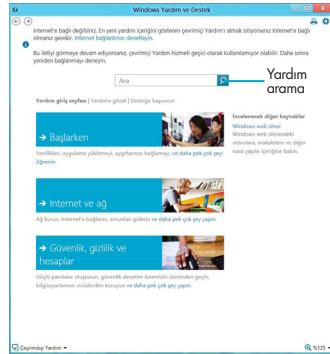 Windows Yardım ve Destek
Internet'e bağlı değilsiniz. En yeni yardım içeriğini gösteren çevrimiçi Yardım'ı almak istiyorsanız Internet'e bağlı
olmanız gerekir. Internet bağlantınızı denetleyin.
Bu iletiyi görmeye devam ediyorsanız, çevrimiçi Yardım hizmeti geçici olarak kullanılamıyor olabilir. Daha sonra
yeniden bağlanmayı deneyin.
Ara
Yardım
arama
Yardım giriş sayfası | Yardıma gözat | Desteğe başvurun
İncelenecek diğer kaynaklar
Windows web sitesi
Windows web sitesindeki
videolara, makalelere ve diğer
nasıl yapılır içeriğine bakın.
→ Başlarken
Yenilikleri, uygulama yüklemeyi, aygıtlarınızı bağlamayı, ve daha pek çok şeyi
öğrenin.
→ Internet ve ağ
Ağ kurun, Internet'e bağlanın, sorunları giderin ve daha pek çok şey yapın.
→ Güvenlik, gizlilik ve
hesaplar
Güçlü parolalar oluşturun, güvenlik denetim listemizin üzerinden geçin,
bilgisayarlarınızı virüslerden koruyun ve daha pek çok şey yapın.
Çevrimdışı Yardım
%125